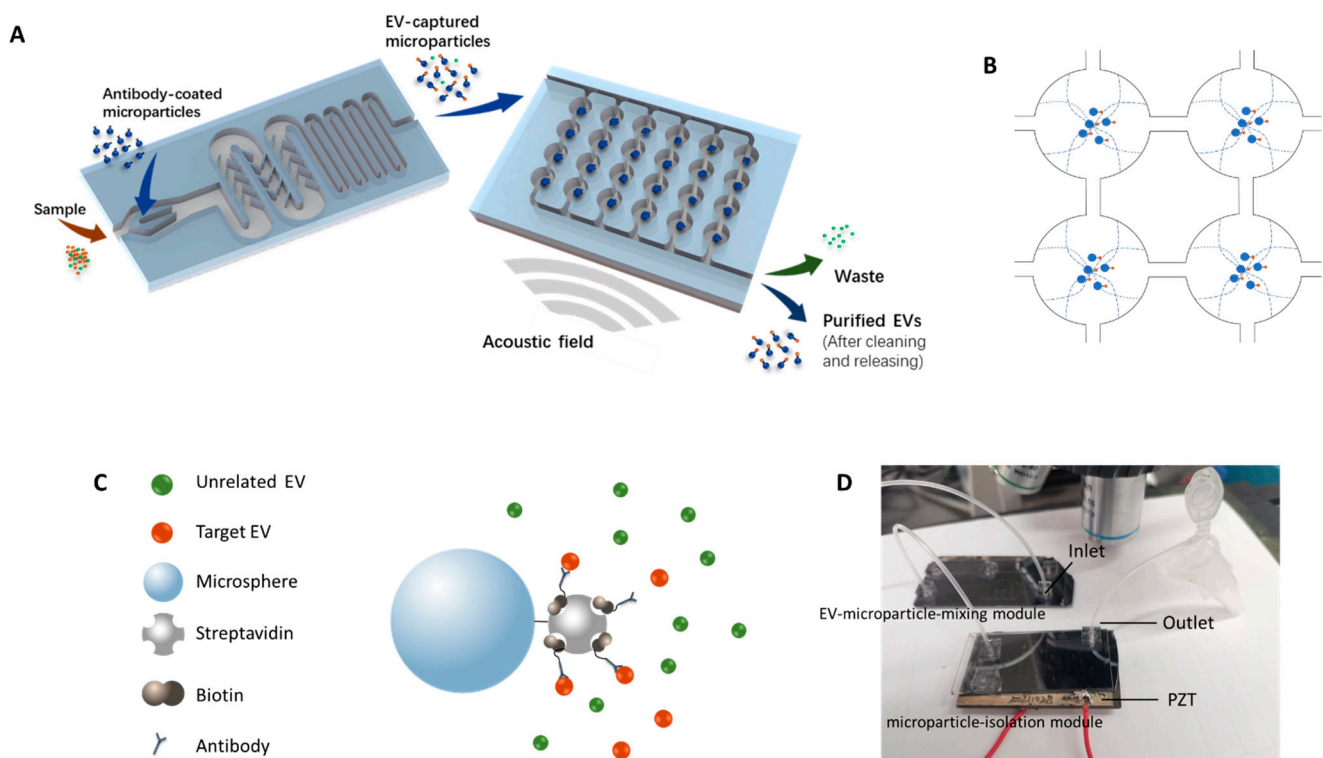 A
EV-captured
microparticles
Antibody-coated
microparticles
Sample
Acoustic field
Waste
Purified EVs
(After cleaning
and releasing)
B
C
Unrelated EV
Target EV
Microsphere
Streptavidin
Biotin
Antibody
D
Inlet
EV-microparticle-mixing module
Outlet
PZT
microparticle-isolation module